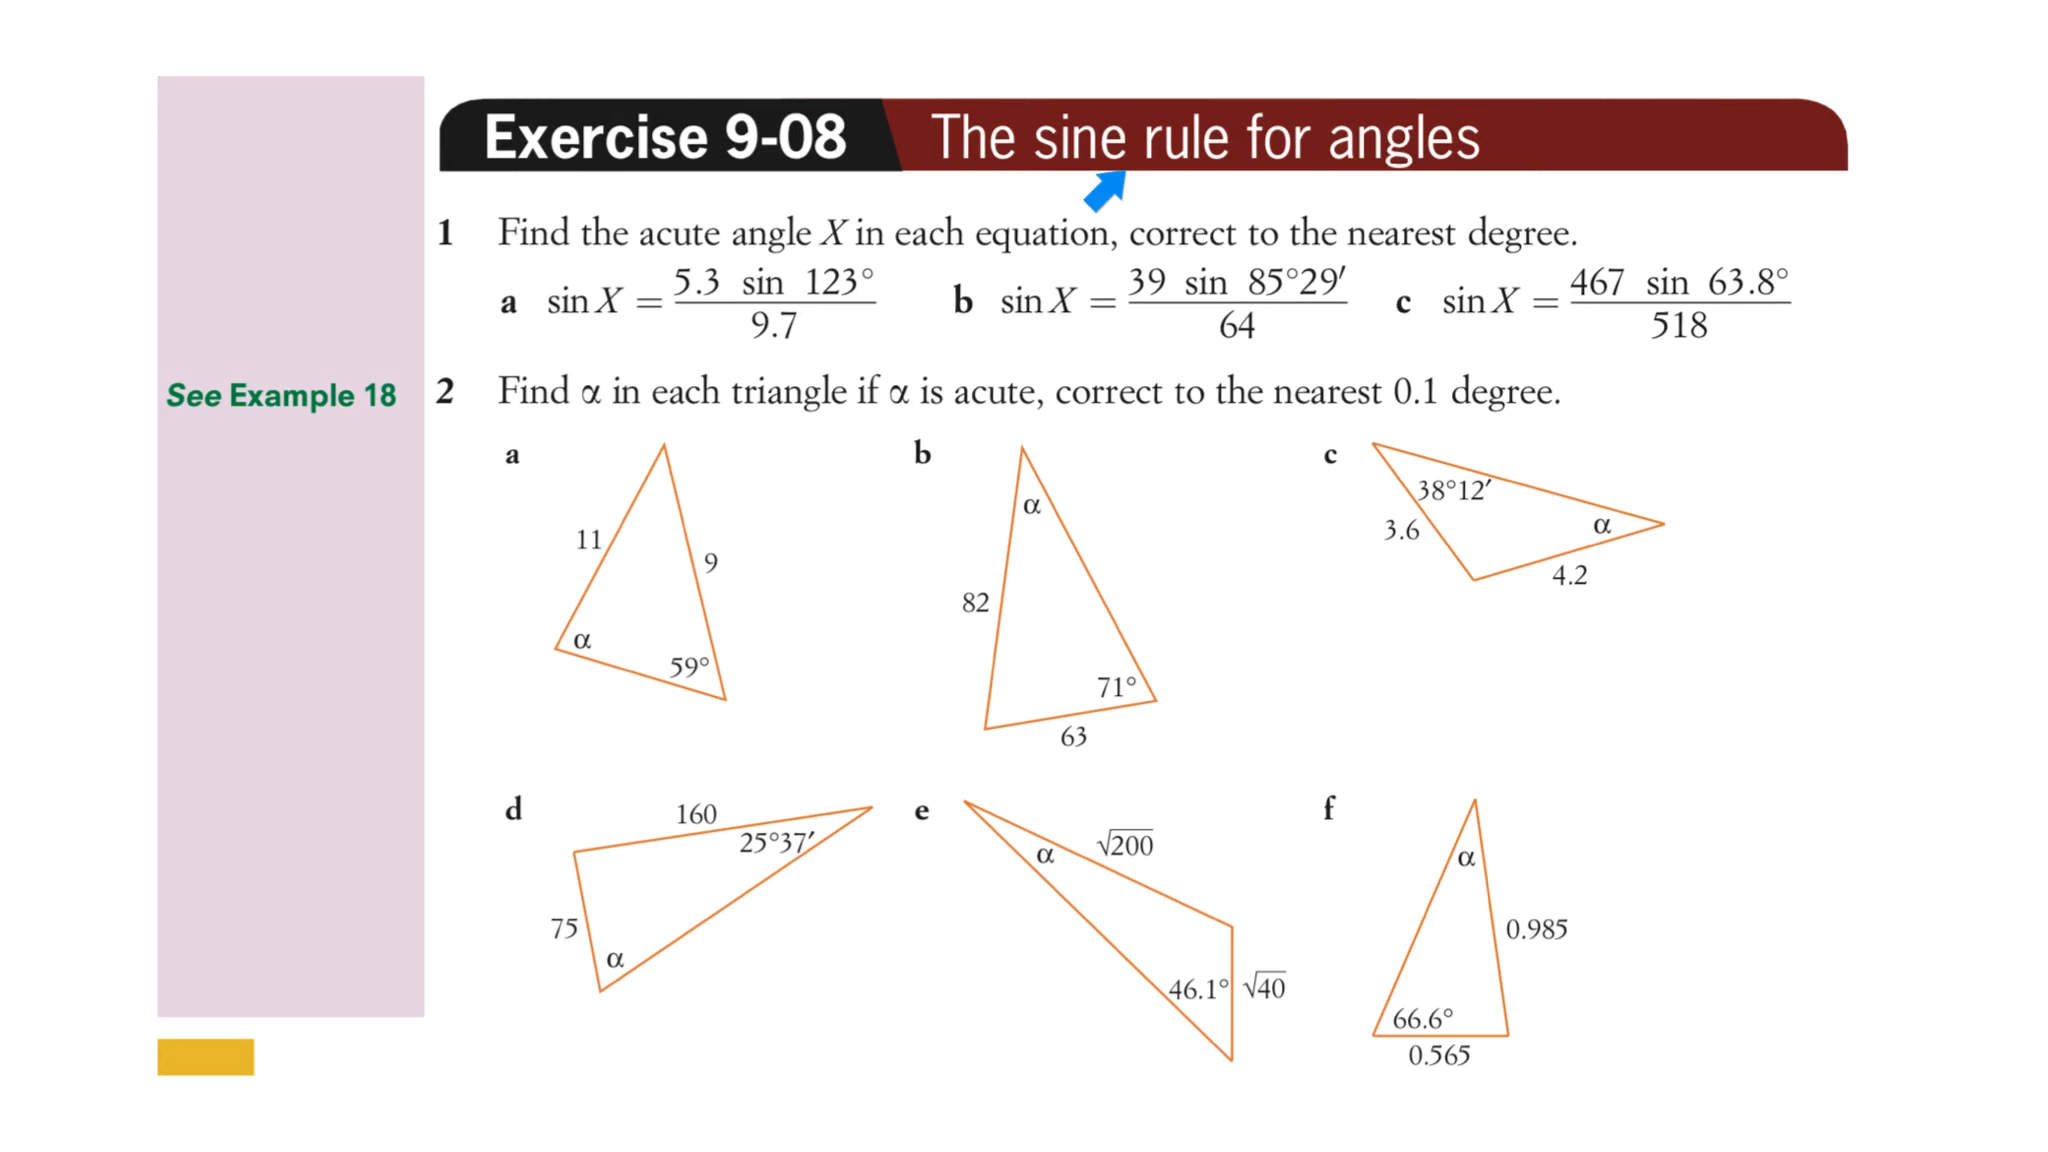 Exercise 9-08 The sine rule for angles
1 Find the acute angle X in each equation, correct to the nearest degree.
a sin X = 5.3 sin 123° / 9.7 b sin X = 39 sin 85°29′ / 64 c sin X = 467 sin 63.8° / 518
See Example 18
2 Find α in each triangle if α is acute, correct to the nearest 0.1 degree.
a
11
9
α
59°
b
α
82
71°
63
c
38°12′
3.6
α
4.2
d
160
25°37′
75
α
e
√200
α
46.1°
√40
f
α
0.985
66.6°
0.565